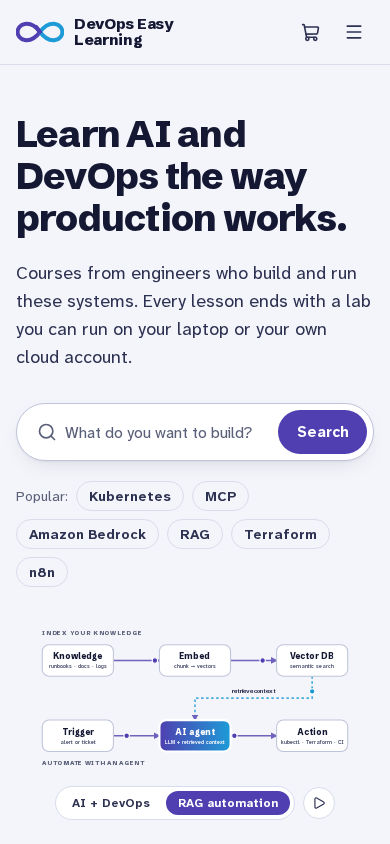 DevOps Easy
Learning
Learn AI and
DevOps the way
production works.
Courses from engineers who build and run
these systems. Every lesson ends with a lab
you can run on your laptop or your own
cloud account.
What do you want to build?
Search
Popular:
Kubernetes
MCP
Amazon Bedrock
RAG
Terraform
n8n
INDEX YOUR KNOWLEDGE
Knowledge
runbooks · docs · logs
Embed
chunk → vectors
Vector DB
semantic search
retrieve context
Trigger
alert or ticket
AI agent
LLM + retrieved context
Action
kubectl · Terraform · CI
AUTOMATE WITH AN AGENT
AI + DevOps
RAG automation